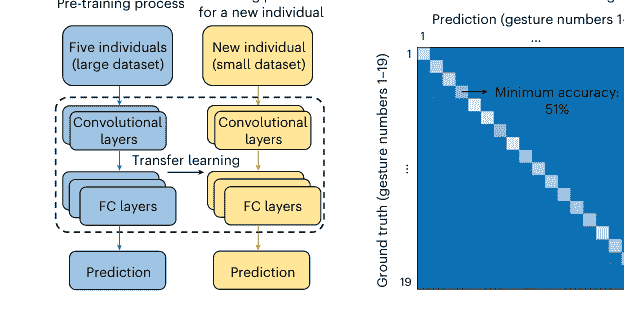 Pre-training process
for a new individual
Five individuals
(large dataset)
New individual
(small dataset)
Convolutional
layers
Convolutional
layers
Transfer learning
FC layers
FC layers
Prediction
Prediction
Prediction (gesture numbers 1–
1
...
Ground truth (gesture numbers 1–19)
1
...
19
Minimum accuracy:
51%